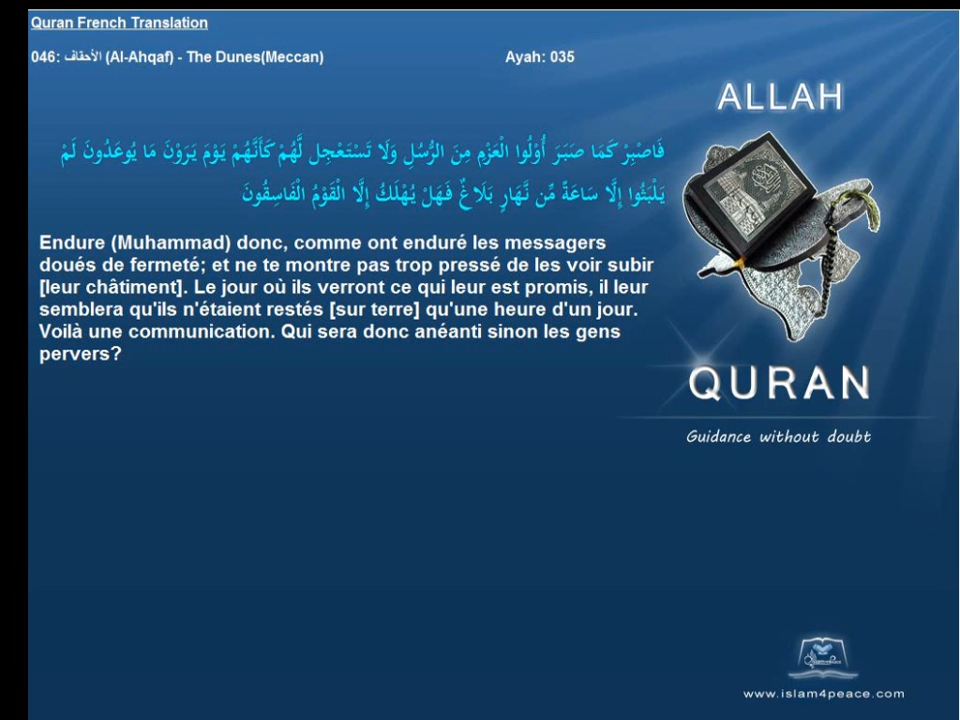 Quran French Translation
046: الأحقاف (Al-Ahqaf) - The Dunes(Meccan) Ayah: 035
ALLAH
فَاصْبِرْ كَمَا صَبَرَ أُوْلُوا الْعَزْمِ مِنَ الرُّسُلِ وَلَا تَسْتَعْجِل لَّهُمْ كَأَنَّهُمْ يَوْمَ يَرَوْنَ مَا يُوعَدُونَ لَمْ
يَلْبَثُوا إِلَّا سَاعَةً مِّن نَّهَارٍ بَلَاغٌ فَهَلْ يُهْلَكُ إِلَّا الْقَوْمُ الْفَاسِقُونَ
Endure (Muhammad) donc, comme ont enduré les messagers
doués de fermeté; et ne te montre pas trop pressé de les voir subir
[leur châtiment]. Le jour où ils verront ce qui leur est promis, il leur
semblera qu'ils n'étaient restés [sur terre] qu'une heure d'un jour.
Voilà une communication. Qui sera donc anéanti sinon les gens
pervers?
QURAN
Guidance without doubt
www.islam4peace.com